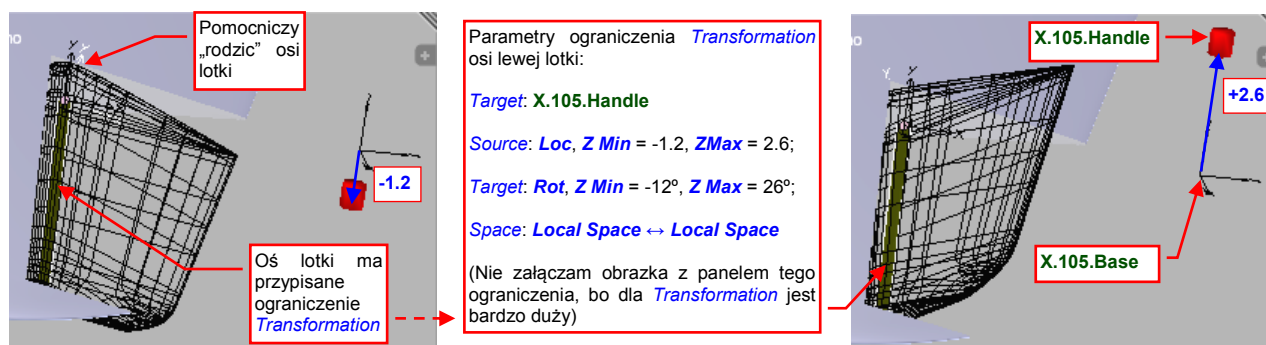 Pomocniczy
„rodzic” osi
lotki
-1.2
Oś lotki ma
przypisane
ograniczenie
Transformation
Parametry ograniczenia Transformation
osi lewej lotki:
Target: X.105.Handle
Source: Loc, Z Min = -1.2, ZMax = 2.6;
Target: Rot, Z Min = -12º, Z Max = 26º;
Space: Local Space ↔ Local Space
(Nie załączam obrazka z panelem tego
ograniczenia, bo dla Transformation jest
bardzo duży)
X.105.Handle
+2.6
X.105.Base